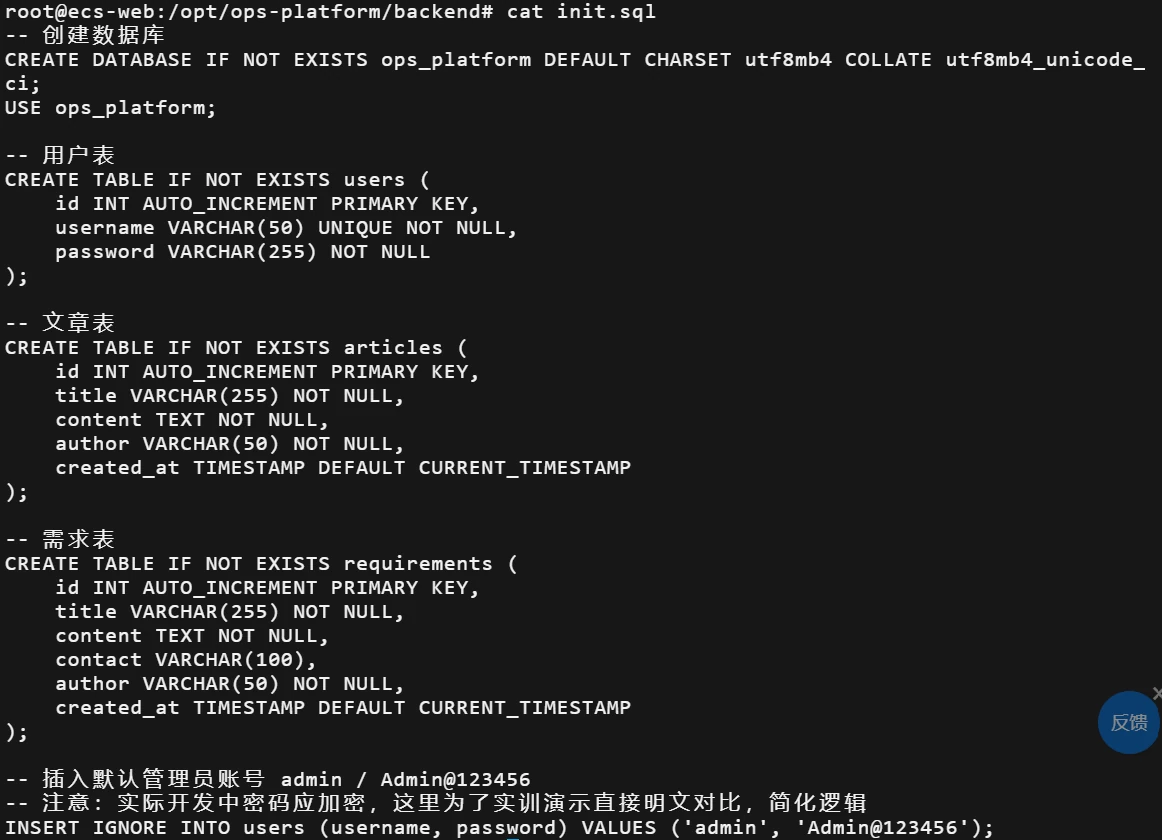 root@ecs-web:/opt/ops-platform/backend# cat init.sql
-- 创建数据库
CREATE DATABASE IF NOT EXISTS ops_platform DEFAULT CHARSET utf8mb4 COLLATE utf8mb4_unicode_
ci;
USE ops_platform;

-- 用户表
CREATE TABLE IF NOT EXISTS users (
    id INT AUTO_INCREMENT PRIMARY KEY,
    username VARCHAR(50) UNIQUE NOT NULL,
    password VARCHAR(255) NOT NULL
);

-- 文章表
CREATE TABLE IF NOT EXISTS articles (
    id INT AUTO_INCREMENT PRIMARY KEY,
    title VARCHAR(255) NOT NULL,
    content TEXT NOT NULL,
    author VARCHAR(50) NOT NULL,
    created_at TIMESTAMP DEFAULT CURRENT_TIMESTAMP
);

-- 需求表
CREATE TABLE IF NOT EXISTS requirements (
    id INT AUTO_INCREMENT PRIMARY KEY,
    title VARCHAR(255) NOT NULL,
    content TEXT NOT NULL,
    contact VARCHAR(100),
    author VARCHAR(50) NOT NULL,
    created_at TIMESTAMP DEFAULT CURRENT_TIMESTAMP
);
反馈

-- 插入默认管理员账号 admin / Admin@123456
-- 注意：实际开发中密码应加密，这里为了实训演示直接明文对比，简化逻辑
INSERT IGNORE INTO users (username, password) VALUES ('admin', 'Admin@123456');